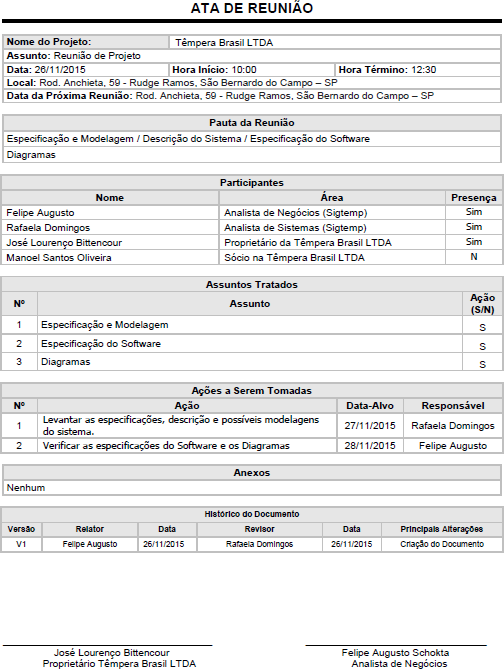 ATA DE REUNIÃO
Nome do Projeto: Têmpera Brasil LTDA
Assunto: Reunião de Projeto
Data: 26/11/2015 Hora Início: 10:00 Hora Término: 12:30
Local: Rod. Anchieta, 59 - Rudge Ramos, São Bernardo do Campo – SP
Data da Próxima Reunião: Rod. Anchieta, 59 - Rudge Ramos, São Bernardo do Campo – SP
Pauta da Reunião
Especificação e Modelagem / Descrição do Sistema / Especificação do Software
Diagramas
Participantes
Nome Área Presença
Felipe Augusto Analista de Negócios (Sigtemp) Sim
Rafaela Domingos Analista de Sistemas (Sigtemp) Sim
José Lourenço Bittencour Proprietário da Têmpera Brasil LTDA Sim
Manoel Santos Oliveira Sócio na Têmpera Brasil LTDA N
Assuntos Tratados
Nº Assunto Ação (S/N)
1 Especificação e Modelagem S
2 Especificação do Software S
3 Diagramas S
Ações a Serem Tomadas
Nº Ação Data-Alvo Responsável
1 Levantar as especificações, descrição e possíveis modelagens
do sistema. 27/11/2015 Rafaela Domingos
2 Verificar as especificações do Software e os Diagramas 28/11/2015 Felipe Augusto
Anexos
Nenhum
Histórico do Documento
Versão Relator Data Revisor Data Principais Alterações
V1 Felipe Augusto 26/11/2015 Rafaela Domingos 26/11/2015 Criação do Documento
José Lourenço Bittencour Felipe Augusto Schokta
Proprietário Têmpera Brasil LTDA Analista de Negócios